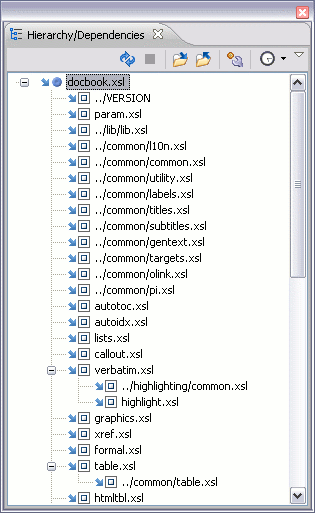 Hierarchy/Dependencies
docbook.xsl
../VERSION
param.xsl
../lib/lib.xsl
../common/l10n.xsl
../common/common.xsl
../common/utility.xsl
../common/labels.xsl
../common/titles.xsl
../common/subtitles.xsl
../common/gentext.xsl
../common/targets.xsl
../common/olink.xsl
../common/pi.xsl
autotoc.xsl
autoidx.xsl
lists.xsl
callout.xsl
verbatim.xsl
../highlighting/common.xsl
highlight.xsl
graphics.xsl
xref.xsl
formal.xsl
table.xsl
../common/table.xsl
htmltbl.xsl